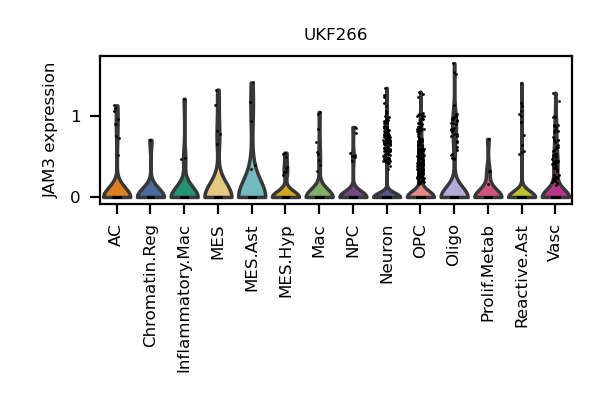 UKF266
JAM3 expression
1
0
AC
Chromatin.Reg
Inflammatory.Mac
MES
MES.Ast
MES.Hyp
Mac
NPC
Neuron
OPC
Oligo
Prolif.Metab
Reactive.Ast
Vasc